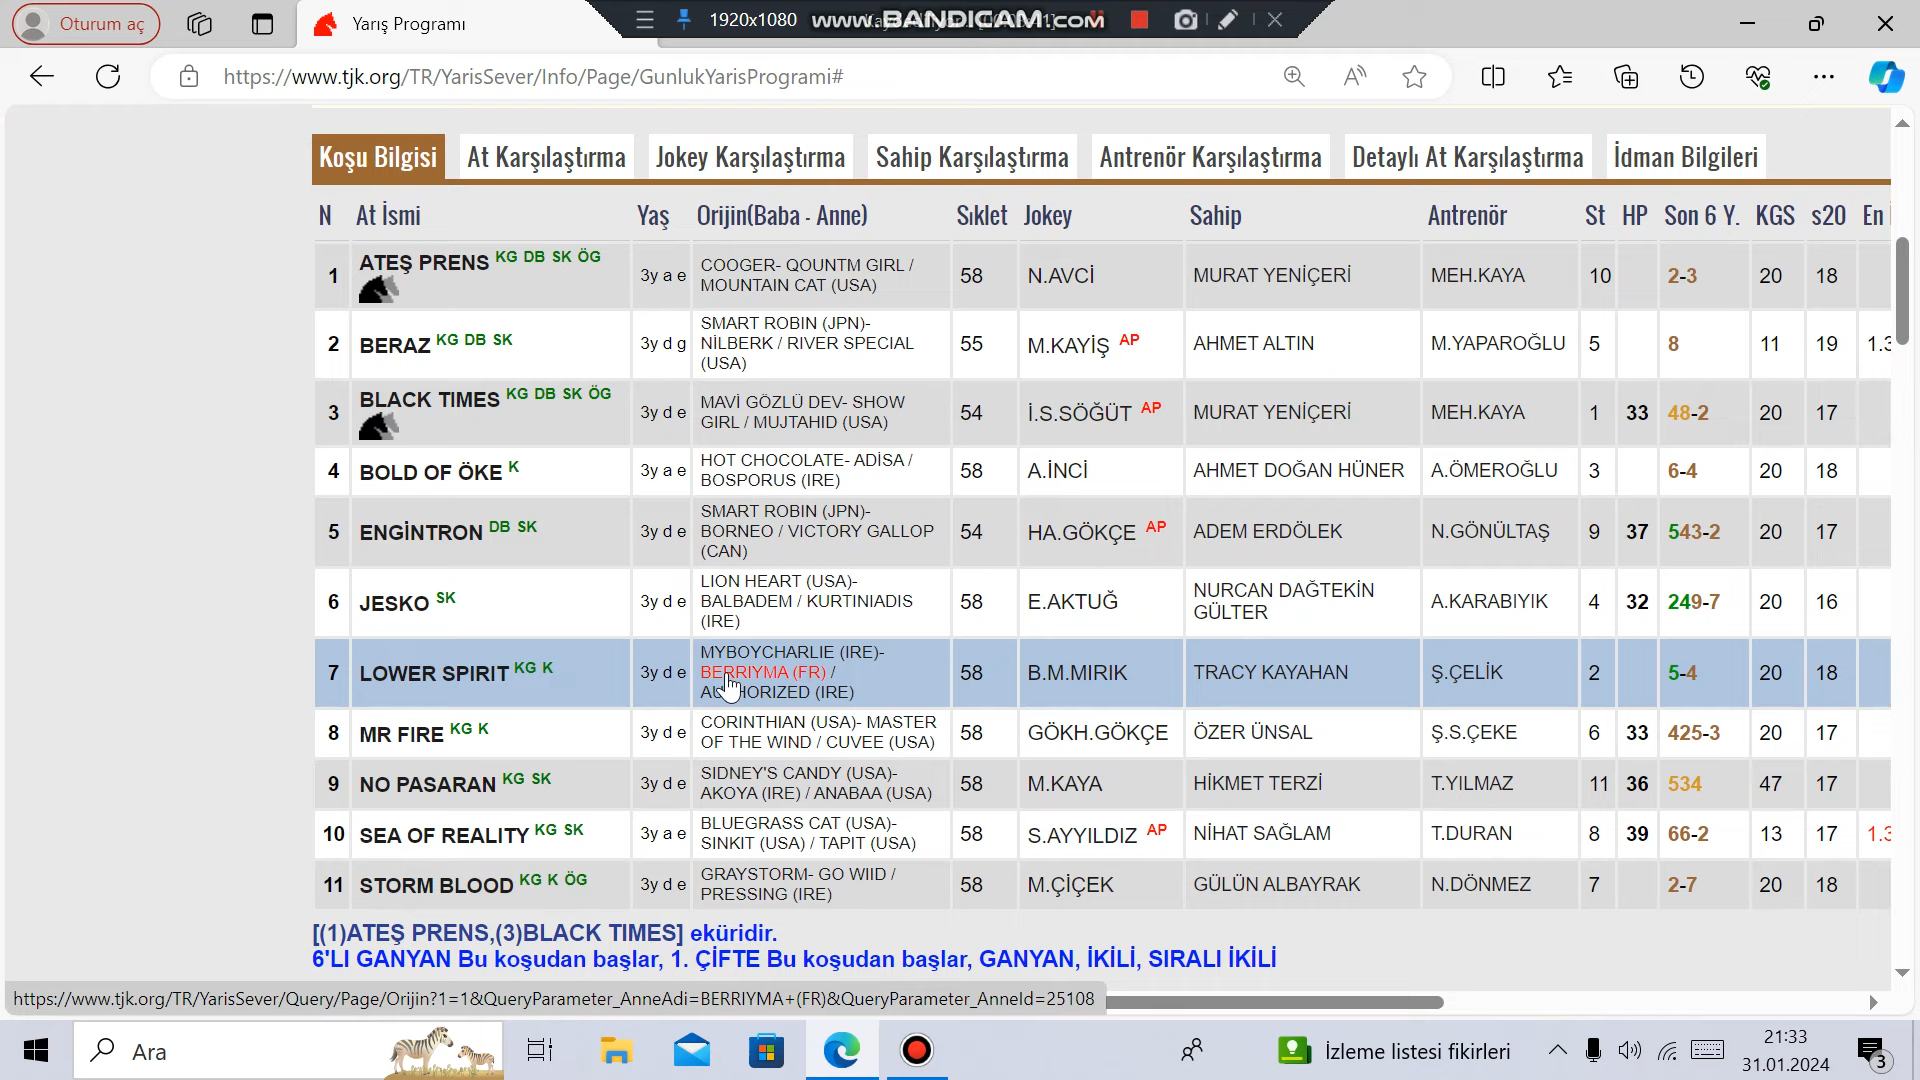 Oturum aç
Yarış Programı
1920x1080
www.BANDICAM.com
https://www.tjk.org/TR/YarisSever/Info/Page/GunlukYarisProgrami#
Koşu Bilgisi At Karşılaştırma Jokey Karşılaştırma Sahip Karşılaştırma Antrenör Karşılaştırma Detaylı At Karşılaştırma İdman Bilgileri
N At İsmi Yaş Orijin(Baba - Anne) Sıklet Jokey Sahip Antrenör St HP Son 6 Y. KGS s20 En
1 ATEŞ PRENS KG DB SK ÖG 3y a e COOGER- QOUNTM GIRL / MOUNTAIN CAT (USA) 58 N.AVCİ MURAT YENİÇERİ MEH.KAYA 10 2-3 20 18
2 BERAZ KG DB SK 3y d g SMART ROBIN (JPN)- NİLBERK / RIVER SPECIAL (USA) 55 M.KAYİŞ AP AHMET ALTIN M.YAPAROĞLU 5 8 11 19 1.3
3 BLACK TIMES KG DB SK ÖG 3y d e MAVİ GÖZLÜ DEV- SHOW GIRL / MUJTAHID (USA) 54 İ.S.SÖĞÜT AP MURAT YENİÇERİ MEH.KAYA 1 33 48-2 20 17
4 BOLD OF ÖKE K 3y a e HOT CHOCOLATE- ADİSA / BOSPORUS (IRE) 58 A.İNCİ AHMET DOĞAN HÜNER A.ÖMEROĞLU 3 6-4 20 18
5 ENGİNTRON DB SK 3y d e SMART ROBIN (JPN)- BORNEO / VICTORY GALLOP (CAN) 54 HA.GÖKÇE AP ADEM ERDÖLEK N.GÖNÜLTAŞ 9 37 543-2 20 17
6 JESKO SK 3y d e LION HEART (USA)- BALBADEM / KURTINIADIS (IRE) 58 E.AKTUĞ NURCAN DAĞTEKİN GÜLTER A.KARABIYIK 4 32 249-7 20 16
7 LOWER SPIRIT KG K 3y d e MYBOYCHARLIE (IRE)- BERRIYMA (FR) / AUTHORIZED (IRE) 58 B.M.MIRIK TRACY KAYAHAN Ş.ÇELİK 2 5-4 20 18
8 MR FIRE KG K 3y d e CORINTHIAN (USA)- MASTER OF THE WIND / CUVEE (USA) 58 GÖKH.GÖKÇE ÖZER ÜNSAL Ş.S.ÇEKE 6 33 425-3 20 17
9 NO PASARAN KG SK 3y d e SIDNEY'S CANDY (USA)- AKOYA (IRE) / ANABAA (USA) 58 M.KAYA HİKMET TERZİ T.YILMAZ 11 36 534 47 17
10 SEA OF REALITY KG SK 3y a e BLUEGRASS CAT (USA)- SINKIT (USA) / TAPIT (USA) 58 S.AYYILDIZ AP NİHAT SAĞLAM T.DURAN 8 39 66-2 13 17 1.3
11 STORM BLOOD KG K ÖG 3y d e GRAYSTORM- GO WIID / PRESSING (IRE) 58 M.ÇİÇEK GÜLÜN ALBAYRAK N.DÖNMEZ 7 2-7 20 18
[(1)ATEŞ PRENS,(3)BLACK TIMES] eküridir.
6'LI GANYAN Bu koşudan başlar, 1. ÇİFTE Bu koşudan başlar, GANYAN, İKİLİ, SIRALI İKİLİ
https://www.tjk.org/TR/YarisSever/Query/Page/Orijin?1=1&QueryParameter_AnneAdi=BERRIYMA+(FR)&QueryParameter_AnneId=25108
Ara
İzleme listesi fikirleri
21:33
31.01.2024
3